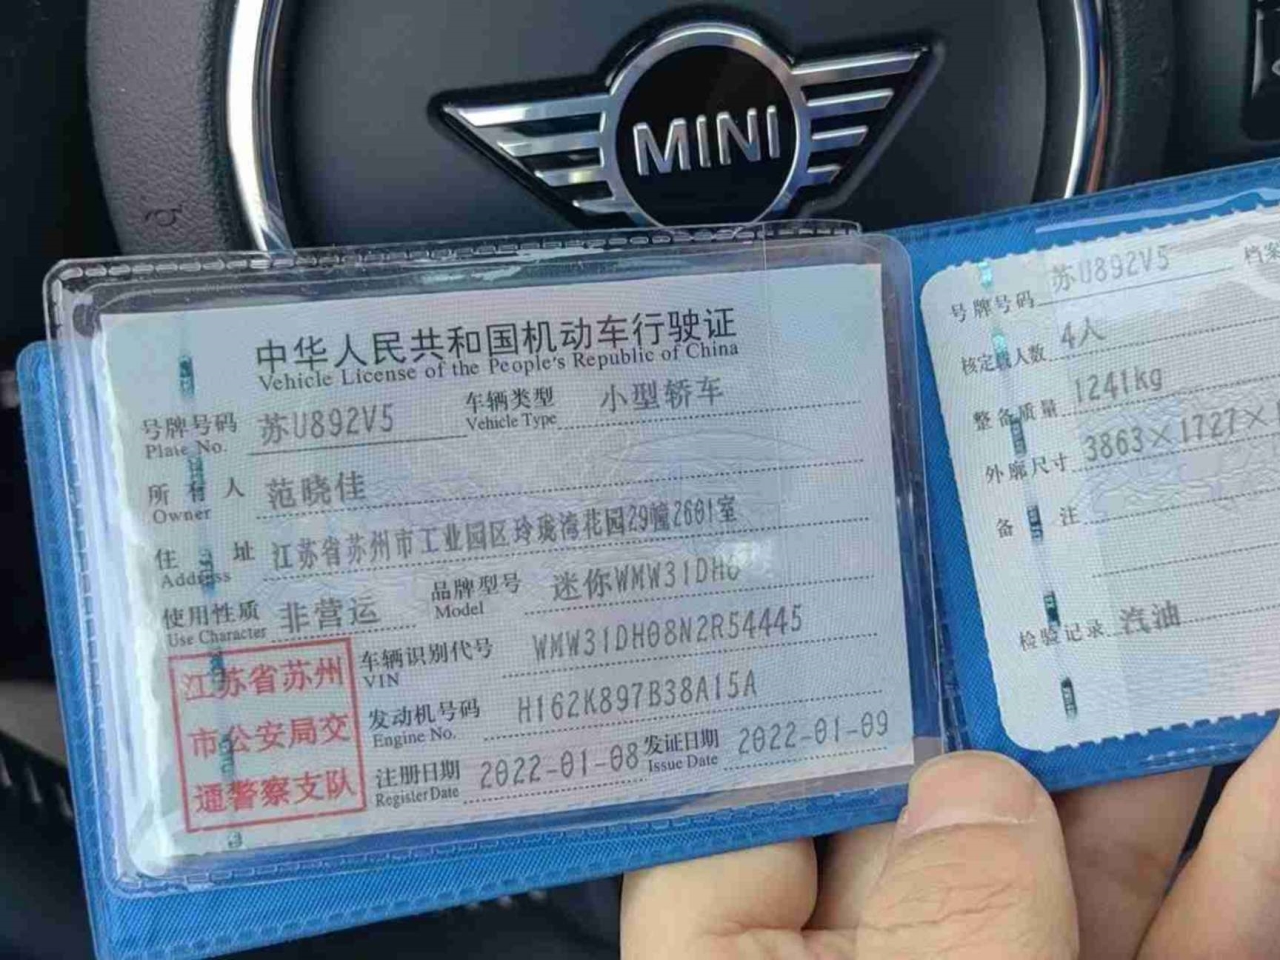 MINI
中华人民共和国机动车行驶证
Vehicle License of the People's Republic of China
号牌号码 苏U892V5 车辆类型 小型轿车
Plate No. Vehicle Type
所有人 范晓佳
Owner
住址 江苏省苏州市工业园区玲珑湾花园29幢2601室
Address
使用性质 非营运 品牌型号 迷你WMW31DH0
Use Character Model
江苏省苏州
市公安局交
通警察支队
车辆识别代号 WMW31DH08N2R54445
VIN
发动机号码 H162K897B38A15A
Engine No.
注册日期 2022-01-08 发证日期 2022-01-09
Register Date Issue Date
号牌号码 苏U892V5 档案
核定载人数 4人
整备质量 1241kg
外廓尺寸 3863×1727×
备注
检验记录 汽油